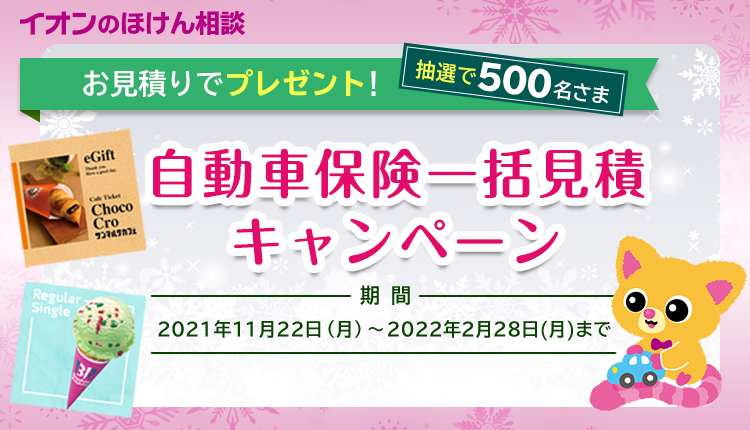 イオンのほけん相談
お見積りでプレゼント!
抽選で500名さま
自動車保険一括見積
キャンペーン
期間
2021年11月22日(月)~2022年2月28日(月)まで
eGift
Thank you.
Have a good day.
Cafe Ticket
Choco
Cro
サンマルクカフェ
Regular
Single
31